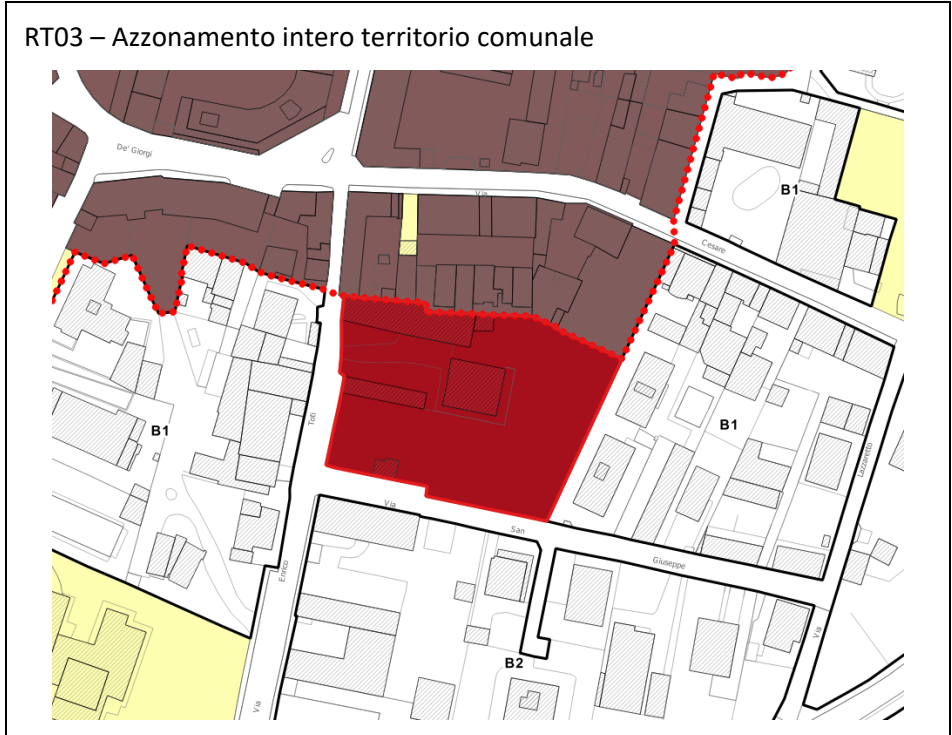 RT03 – Azzonamento intero territorio comunale
De' Giorgi
Via
B1
Cesare
Toti
B1
B1
Lazzaretto
Via
San
Giuseppe
Enrico
B2
Via
Via